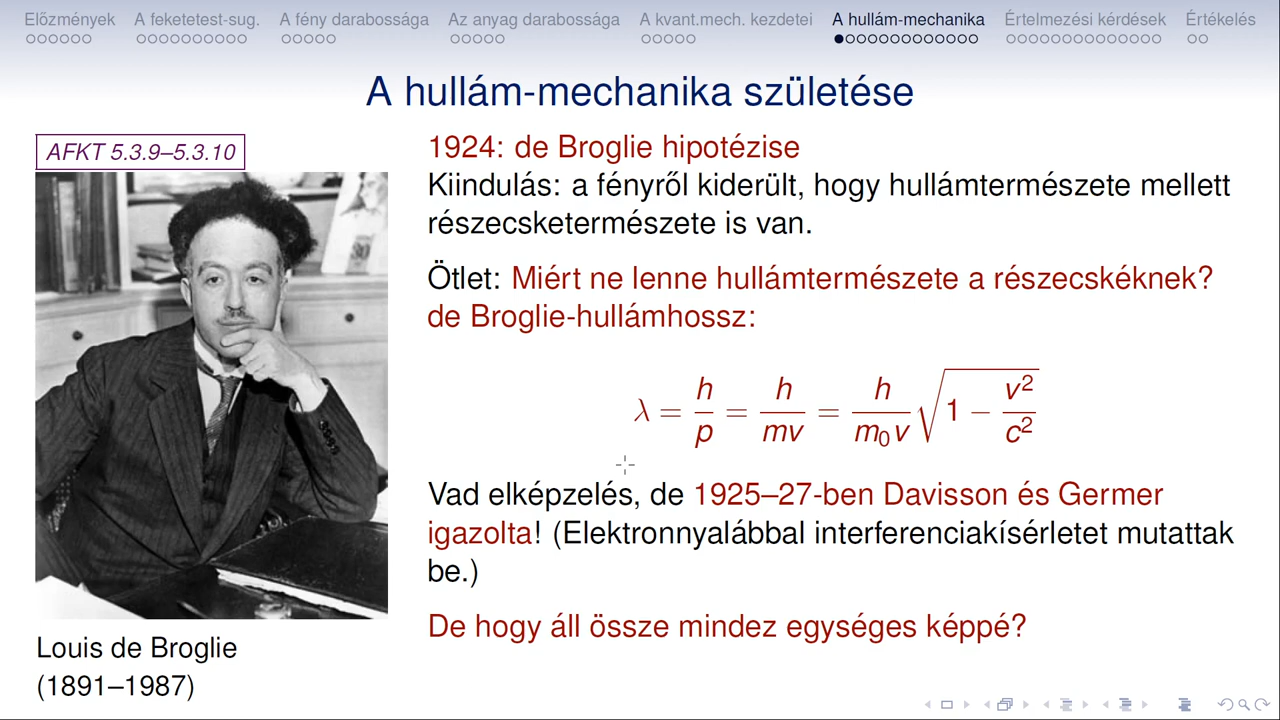 Előzmények A feketetest-sug. A fény darabossága Az anyag darabossága A kvant.mech. kezdetei A hullám-mechanika Értelmezési kérdések Értékelés
A hullám-mechanika születése
AFKT 5.3.9–5.3.10
Louis de Broglie
(1891–1987)
1924: de Broglie hipotézise
Kiindulás: a fényről kiderült, hogy hullámtermészete mellett
részecsketermészete is van.
Ötlet: Miért ne lenne hullámtermészete a részecskéknek?
de Broglie-hullámhossz:
λ = h/p = h/mv = h/m₀v √(1 − v²/c²)
Vad elképzelés, de 1925–27-ben Davisson és Germer
igazolta! (Elektronnyalábbal interferenciakísérletet mutattak
be.)
De hogy áll össze mindez egységes képpé?